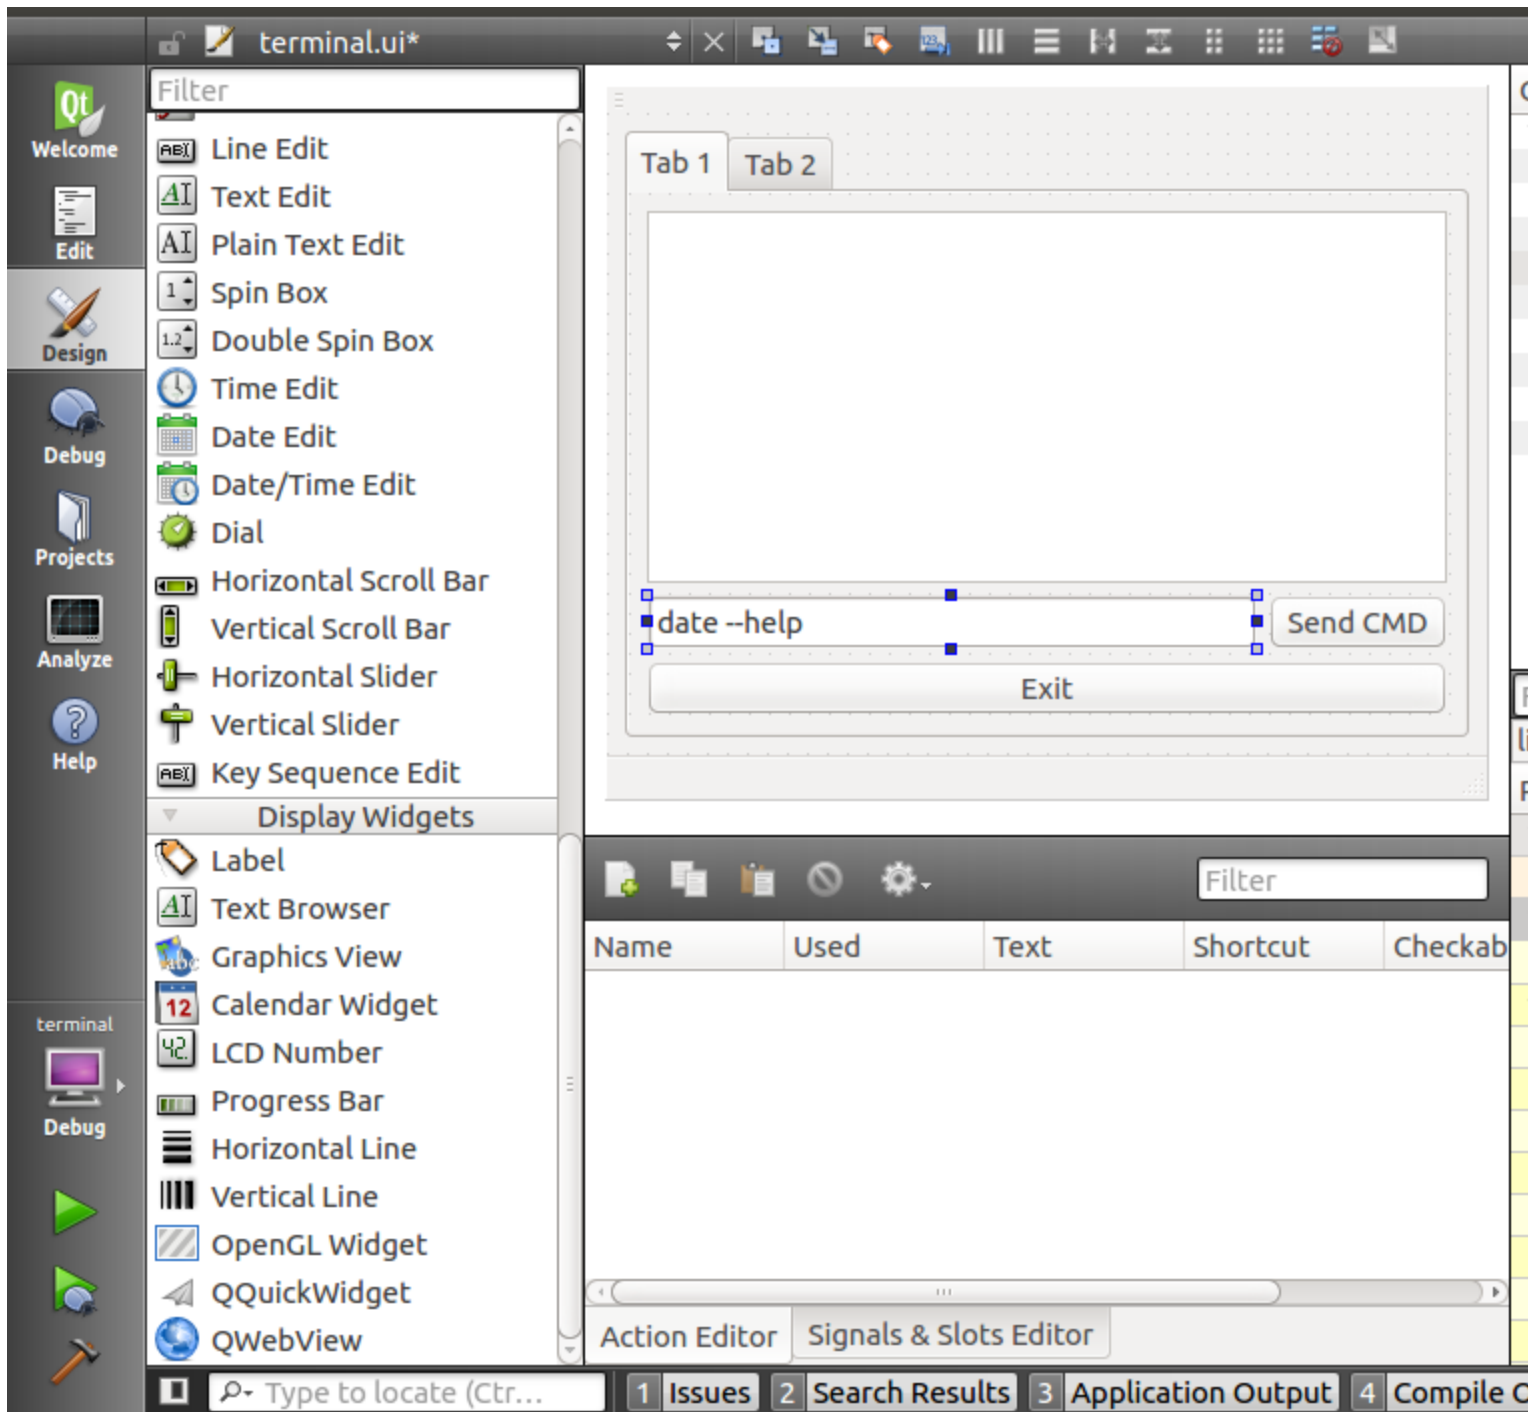 terminal.ui*
Filter
Qt
Welcome
Edit
Design
Debug
Projects
Analyze
Help
terminal
Debug
Line Edit
Text Edit
Plain Text Edit
Spin Box
Double Spin Box
Time Edit
Date Edit
Date/Time Edit
Dial
Horizontal Scroll Bar
Vertical Scroll Bar
Horizontal Slider
Vertical Slider
Key Sequence Edit
Display Widgets
Label
Text Browser
Graphics View
Calendar Widget
LCD Number
Progress Bar
Horizontal Line
Vertical Line
OpenGL Widget
QQuickWidget
QWebView
Tab 1 Tab 2
date --help
Send CMD
Exit
Filter
Name Used Text Shortcut Checkab
Action Editor Signals & Slots Editor
Type to locate (Ctr...
1 Issues 2 Search Results 3 Application Output 4 Compile